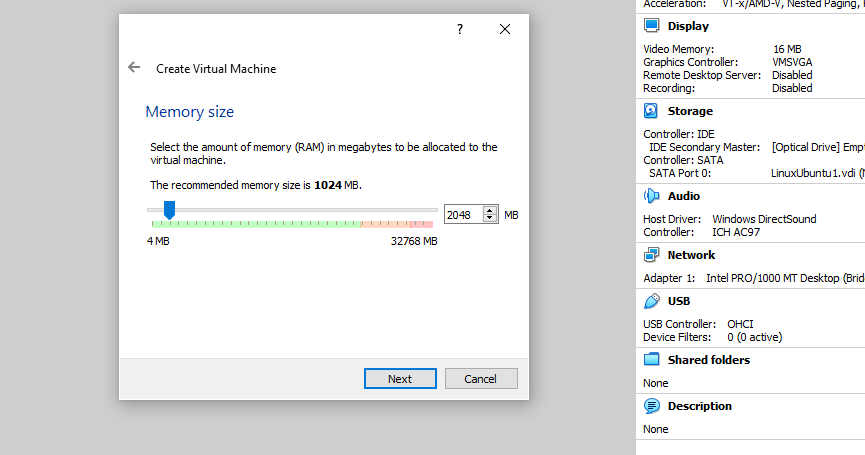 ?
Create Virtual Machine
Memory size
Select the amount of memory (RAM) in megabytes to be allocated to the
virtual machine.
The recommended memory size is 1024 MB.
2048 MB
4 MB 32768 MB
Next Cancel
Acceleration: VT-x/AMD-V, Nested Paging,
Display
Video Memory: 16 MB
Graphics Controller: VMSVGA
Remote Desktop Server: Disabled
Recording: Disabled
Storage
Controller: IDE
IDE Secondary Master: [Optical Drive] Emp
Controller: SATA
SATA Port 0: LinuxUbuntu1.vdi (
Audio
Host Driver: Windows DirectSound
Controller: ICH AC97
Network
Adapter 1: Intel PRO/1000 MT Desktop (Brid
USB
USB Controller: OHCI
Device Filters: 0 (0 active)
Shared folders
None
Description
None